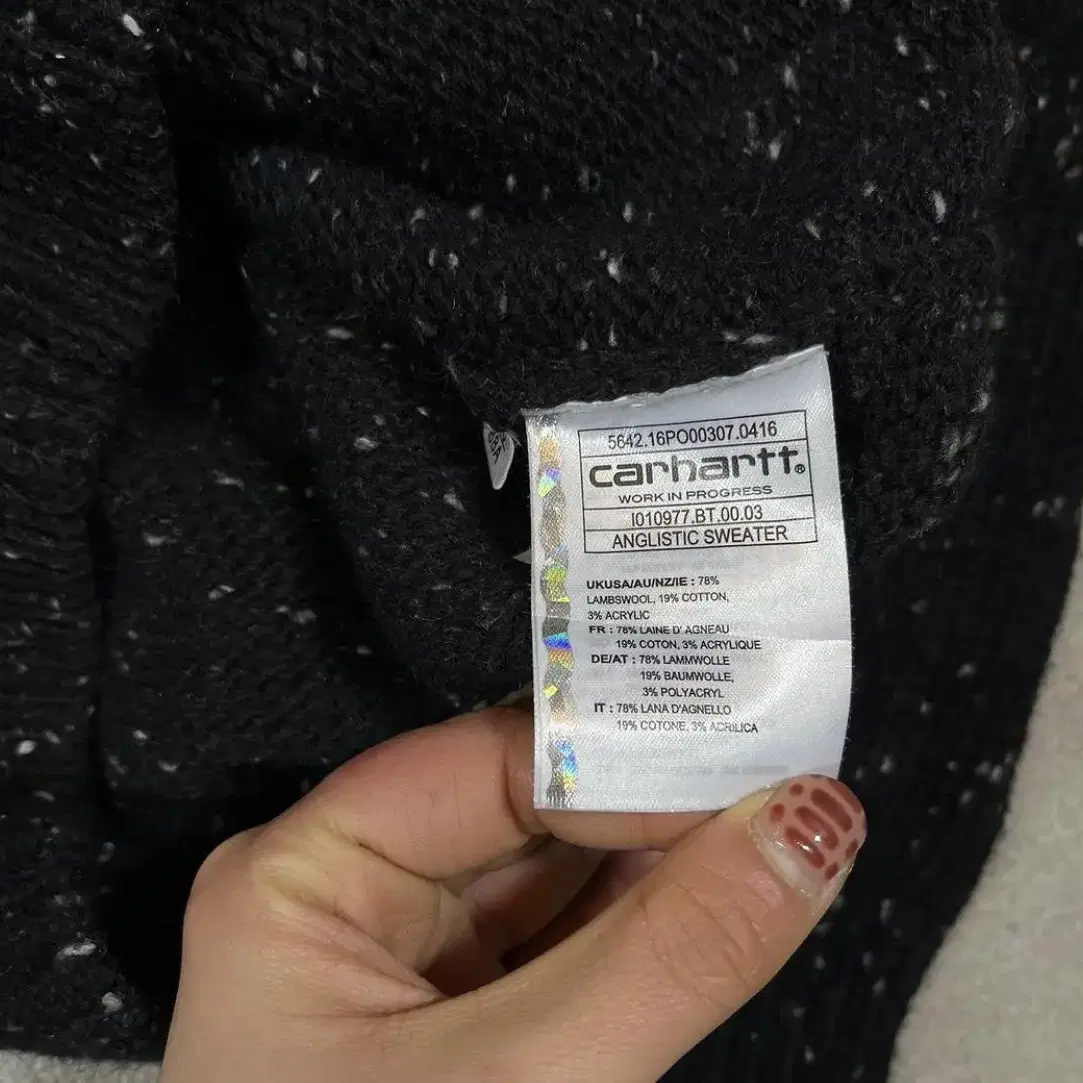 5642.16PO00307.0416
carhartt®
WORK IN PROGRESS
I010977.BT.00.03
ANGLISTIC SWEATER
UKUSA/AU/NZ/IE : 78%
LAMBSWOOL, 19% COTTON,
3% ACRYLIC
FR : 78% LAINE D' AGNEAU
19% COTON, 3% ACRYLIQUE
DE/AT : 78% LAMMWOLLE
19% BAUMWOLLE,
3% POLYACRYL
IT : 78% LANA D'AGNELLO
19% COTONE, 3% ACRILICA